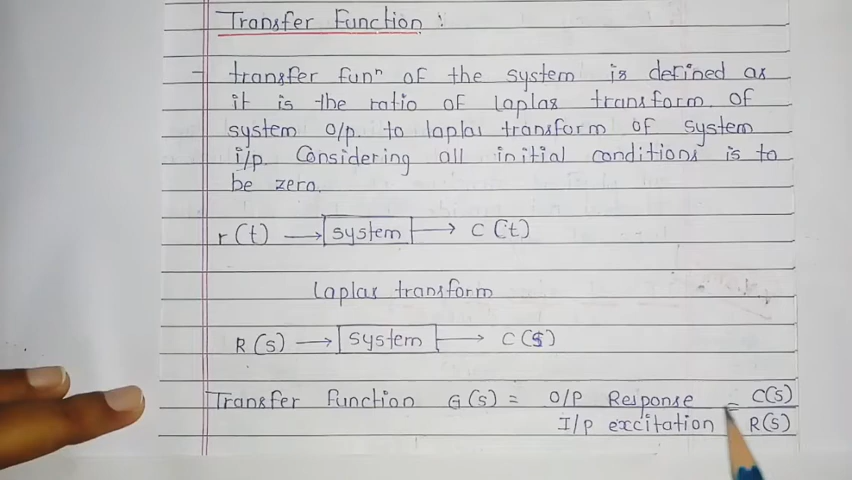 Transfer Function :
- transfer funⁿ of the system is defined as
it is the ratio of laplas transform of
system o/p. to laplas transform of system
i/p. Considering all initial conditions is to
be zero.
r(t) → system → C(t)
laplas transform
R(s) → system → C(s)
Transfer Function G(s) = O/P Response = C(s)
I/p excitation R(s)